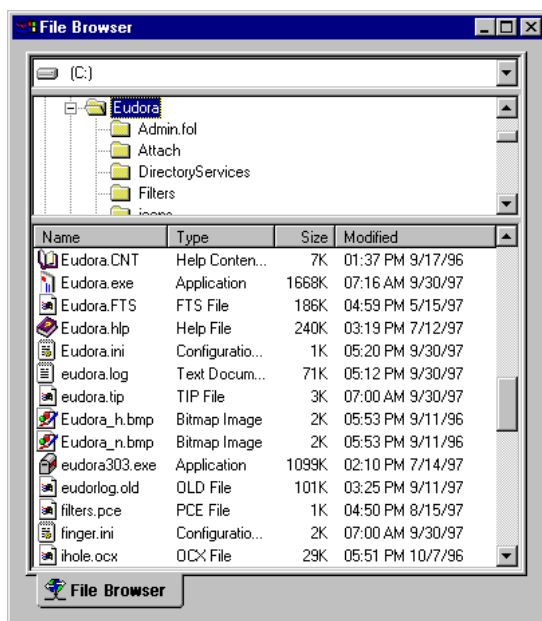 File Browser
(C:)
Eudora
Admin.fol
Attach
DirectoryServices
Filters
icons
Name Type Size Modified
Eudora.CNT Help Conten... 7K 01:37 PM 9/17/96
Eudora.exe Application 1668K 07:16 AM 9/30/97
Eudora.FTS FTS File 186K 04:59 PM 5/15/97
Eudora.hlp Help File 240K 03:19 PM 7/12/97
Eudora.ini Configuratio... 1K 05:20 PM 9/30/97
eudora.log Text Docum... 71K 05:12 PM 9/30/97
eudora.tip TIP File 3K 07:00 AM 9/30/97
Eudora_h.bmp Bitmap Image 2K 05:53 PM 9/11/96
Eudora_n.bmp Bitmap Image 2K 05:53 PM 9/11/96
eudora303.exe Application 1099K 02:10 PM 7/14/97
eudorlog.old OLD File 101K 03:25 PM 9/11/97
filters.pce PCE File 1K 04:50 PM 8/15/97
finger.ini Configuratio... 2K 07:00 AM 9/30/97
ihole.ocx OCX File 29K 05:51 PM 10/7/96
File Browser